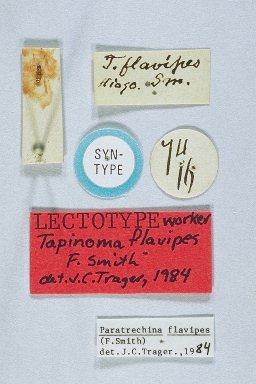 T. flavipes
Hiogo. Sm.
SYN-
TYPE
74
LECTOTYPE worker
Tapinoma flavipes
F. Smith
det. J.C. Trager, 1984
Paratrechina flavipes
(F.Smith)
det. J.C.Trager.,1984